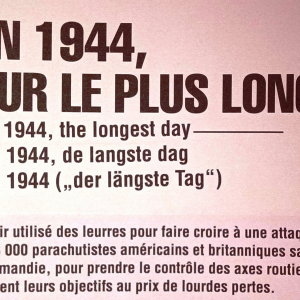 N 1944,
UR LE PLUS LONG
1944, the longest day
1944, de langste dag
1944 („der längste Tag“)
ir utilisé des leurres pour faire croire à une attaq
000 parachutistes américains et britanniques sa
mandie, pour prendre le contrôle des axes routie
ent leurs objectifs au prix de lourdes pertes.